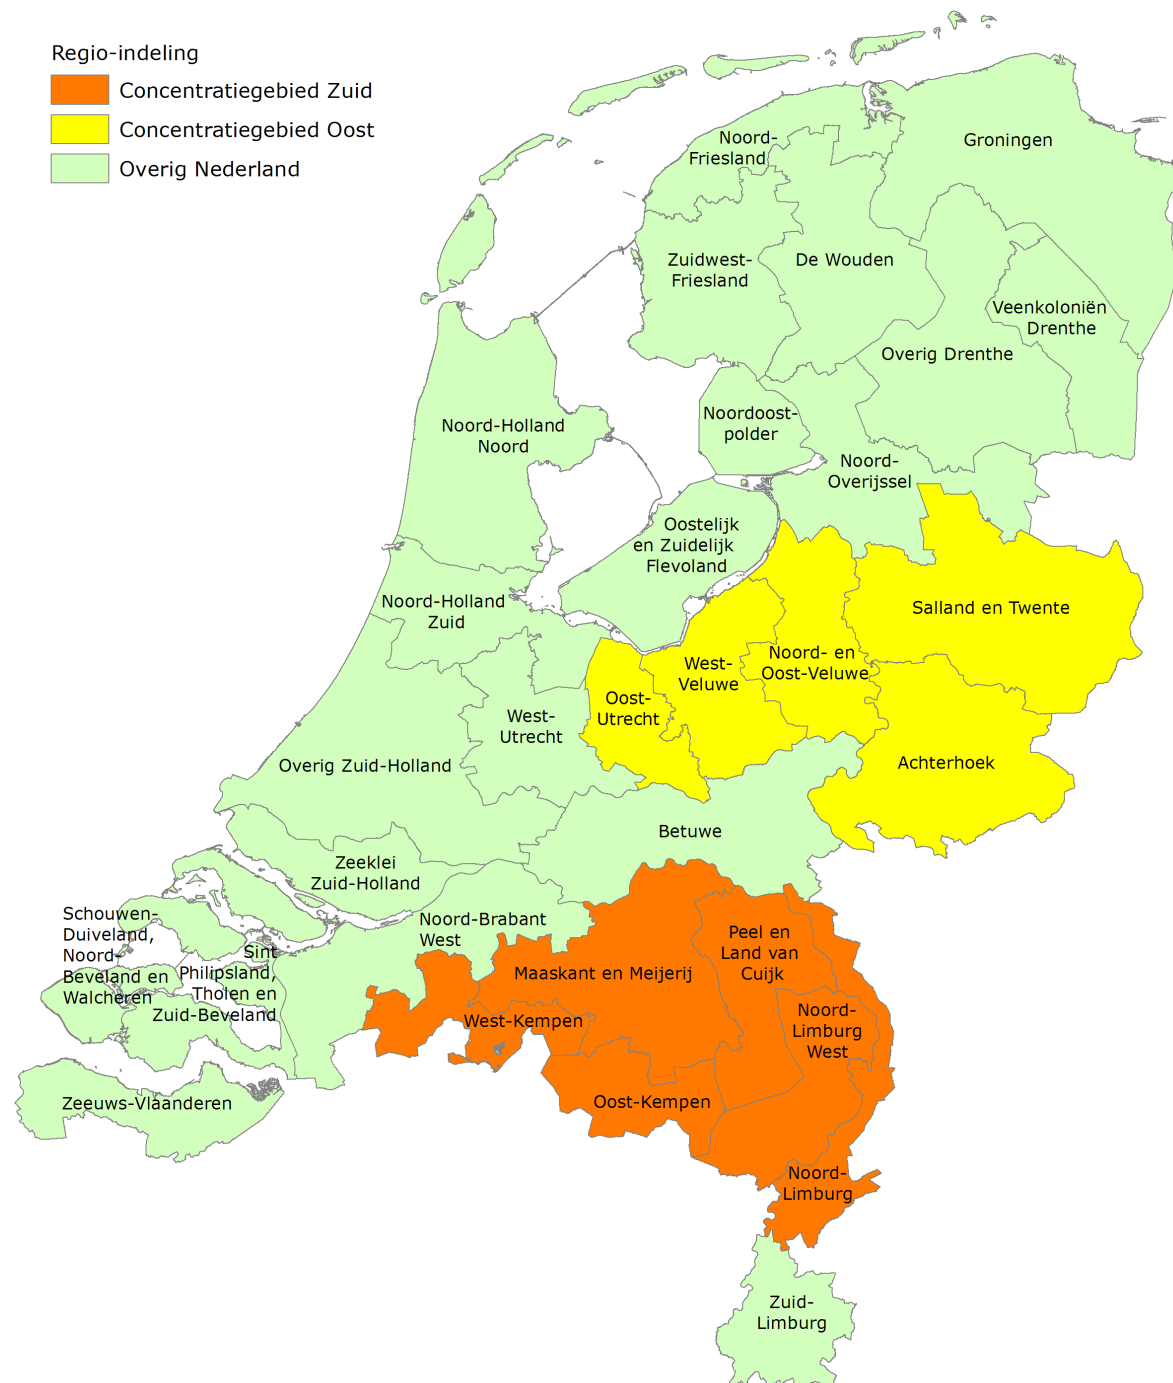 Regio-indeling
Concentratiegebied Zuid
Concentratiegebied Oost
Overig Nederland
Noord-
Friesland
Groningen
Zuidwest-
Friesland
De Wouden
Veenkoloniën
Drenthe
Overig Drenthe
Noord-Holland
Noord
Noordoost-
polder
Noord-
Overijssel
Oostelijk
en Zuidelijk
Flevoland
Noord-Holland
Zuid
Salland en Twente
West-
Veluwe
Noord- en
Oost-Veluwe
Oost-
Utrecht
West-
Utrecht
Overig Zuid-Holland
Achterhoek
Betuwe
Zeeklei
Zuid-Holland
Schouwen-
Duiveland,
Noord-
Beveland en
Walcheren
Sint
Philipsland,
Tholen en
Zuid-Beveland
Noord-Brabant
West
Peel en
Land van
Cuijk
Maaskant en Meijerij
West-Kempen
Noord-
Limburg
West
Oost-Kempen
Zeeuws-Vlaanderen
Noord-
Limburg
Zuid-
Limburg